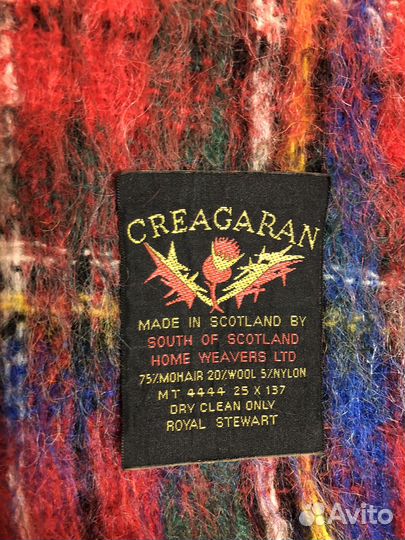 CREAGARAN
MADE IN SCOTLAND BY
SOUTH OF SCOTLAND
HOME WEAVERS LTD
75% MOHAIR 20% WOOL 5% NYLON
MT 4444 25 X 137
DRY CLEAN ONLY
ROYAL STEWART
Avito